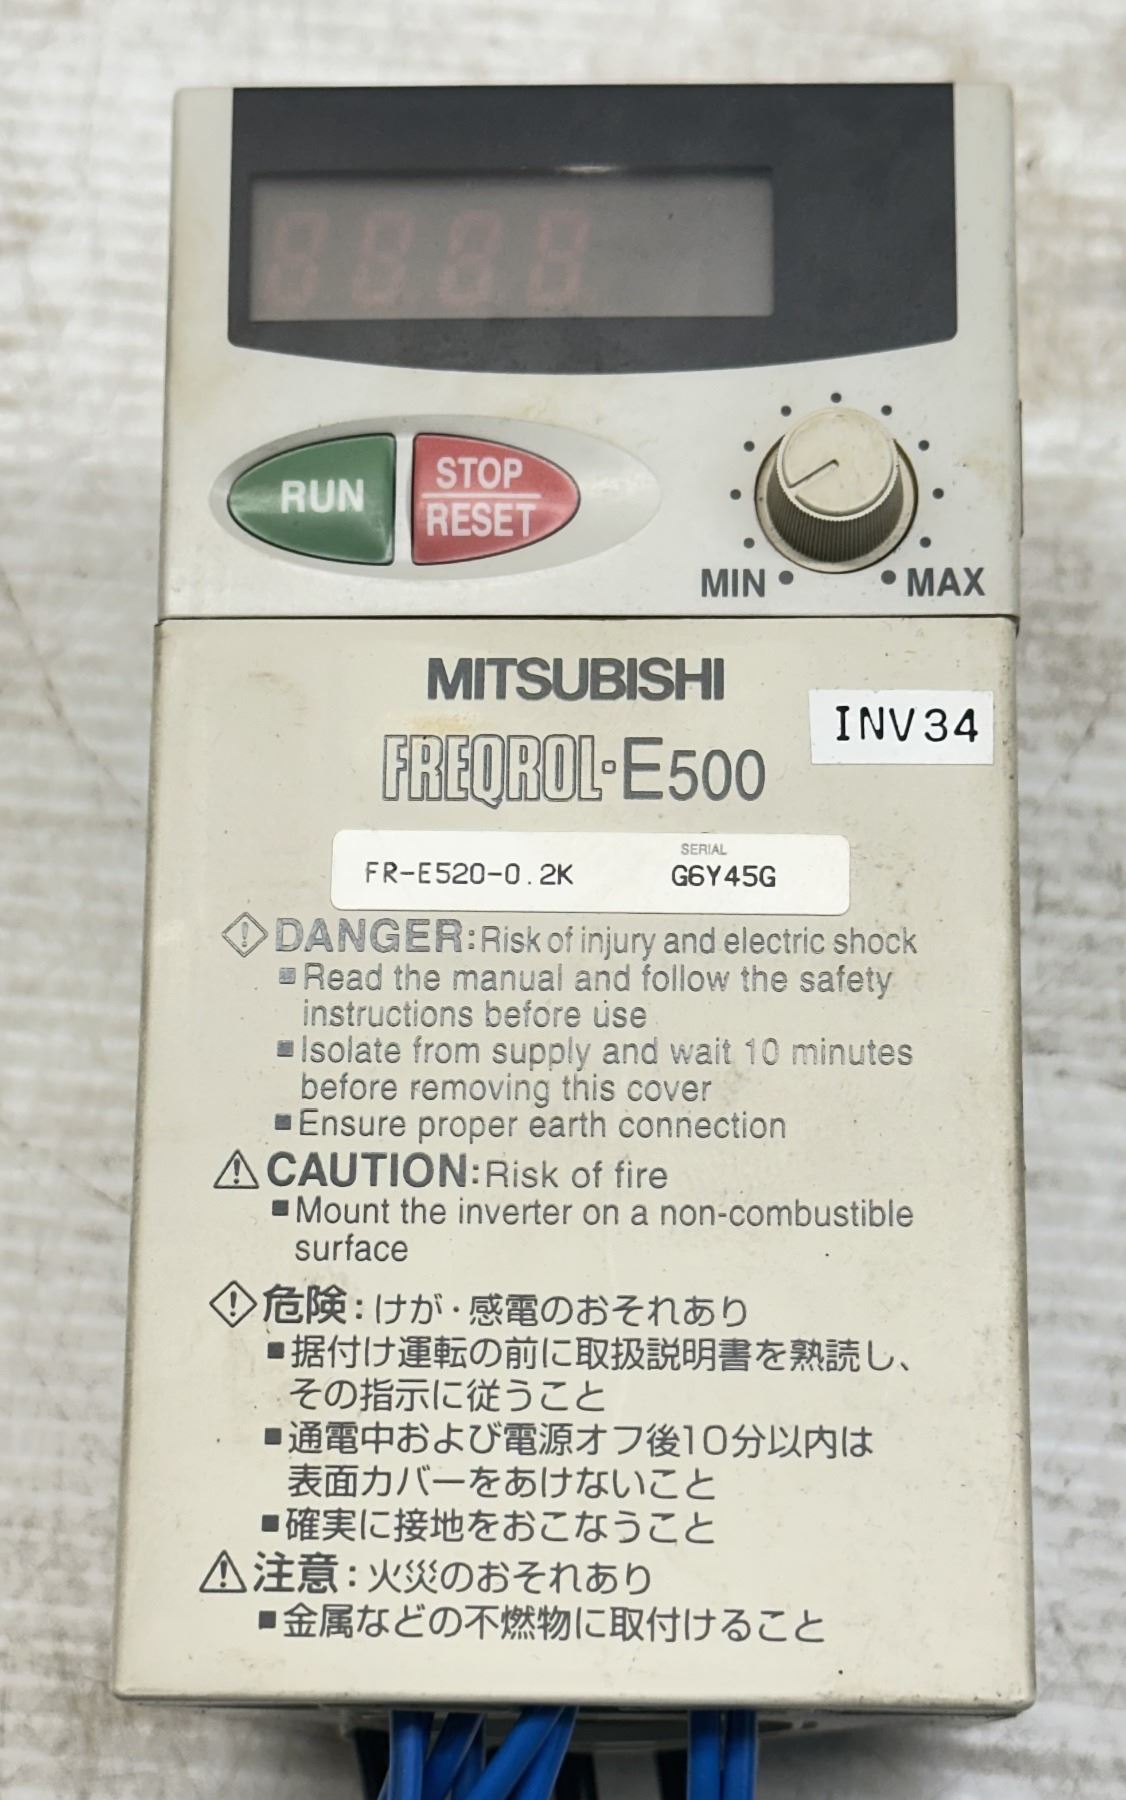 RUN
STOP
RESET
MIN
MAX
MITSUBISHI
INV34
FREQROL-E500
SERIAL
FR-E520-0.2K G6Y45G
DANGER:Risk of injury and electric shock
■Read the manual and follow the safety
instructions before use
■Isolate from supply and wait 10 minutes
before removing this cover
■Ensure proper earth connection
CAUTION:Risk of fire
■Mount the inverter on a non-combustible
surface
危険:けが・感電のおそれあり
■据付け運転の前に取扱説明書を熟読し、
その指示に従うこと
■通電中および電源オフ後10分以内は
表面カバーをあけないこと
■確実に接地をおこなうこと
注意:火災のおそれあり
■金属などの不燃物に取付けること